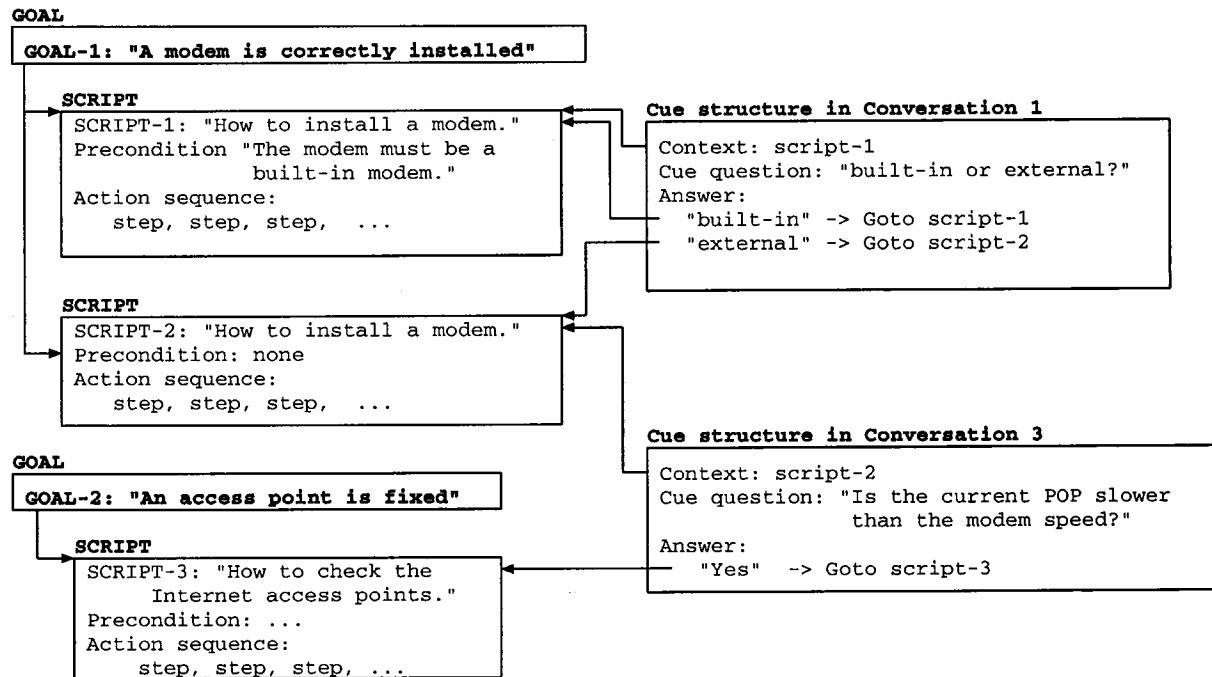 GOAL
GOAL-1: "A modem is correctly installed"
SCRIPT
SCRIPT-1: "How to install a modem."
Precondition "The modem must be a
built-in modem."
Action sequence:
step, step, step, ...
SCRIPT
SCRIPT-2: "How to install a modem."
Precondition: none
Action sequence:
step, step, step, ...
GOAL
GOAL-2: "An access point is fixed"
SCRIPT
SCRIPT-3: "How to check the
Internet access points."
Precondition: ...
Action sequence:
step, step, step, ...
Cue structure in Conversation 1
Context: script-1
Cue question: "built-in or external?"
Answer:
"built-in" -> Goto script-1
"external" -> Goto script-2
Cue structure in Conversation 3
Context: script-2
Cue question: "Is the current POP slower
than the modem speed?"
Answer:
"Yes" -> Goto script-3